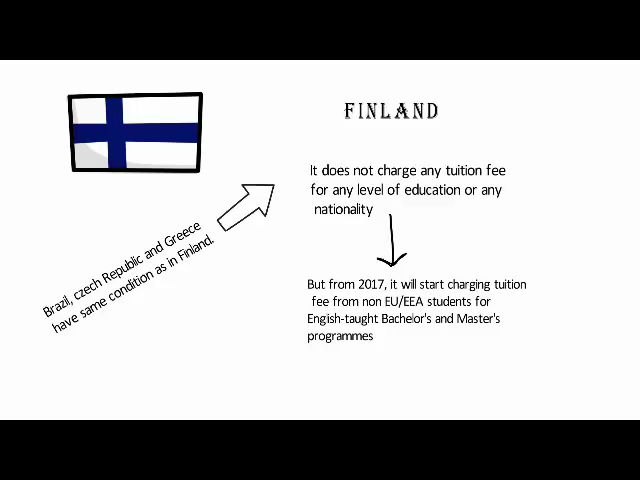 FINLAND
It does not charge any tuition fee
for any level of education or any
nationality
Brazil, czech Republic and Greece
have same condition as in Finland.
But from 2017, it will start charging tuition
fee from non EU/EEA students for
Engish-taught Bachelor's and Master's
programmes